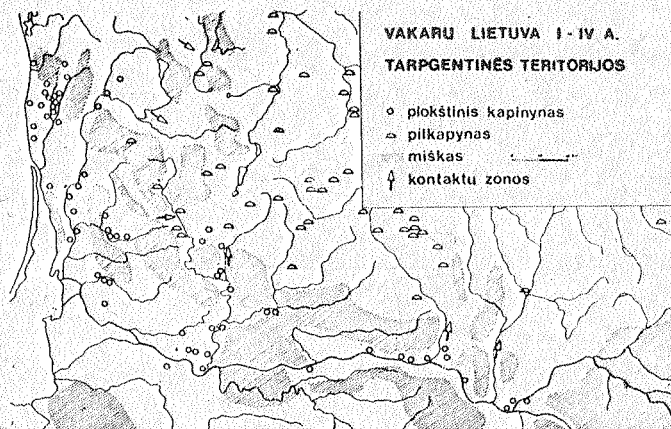 VAKARŲ LIETUVA I - IV A.
TARPGENTINĖS TERITORIJOS
plokštinis kapinynas
pilkapynas
miškas
kontaktų zonos